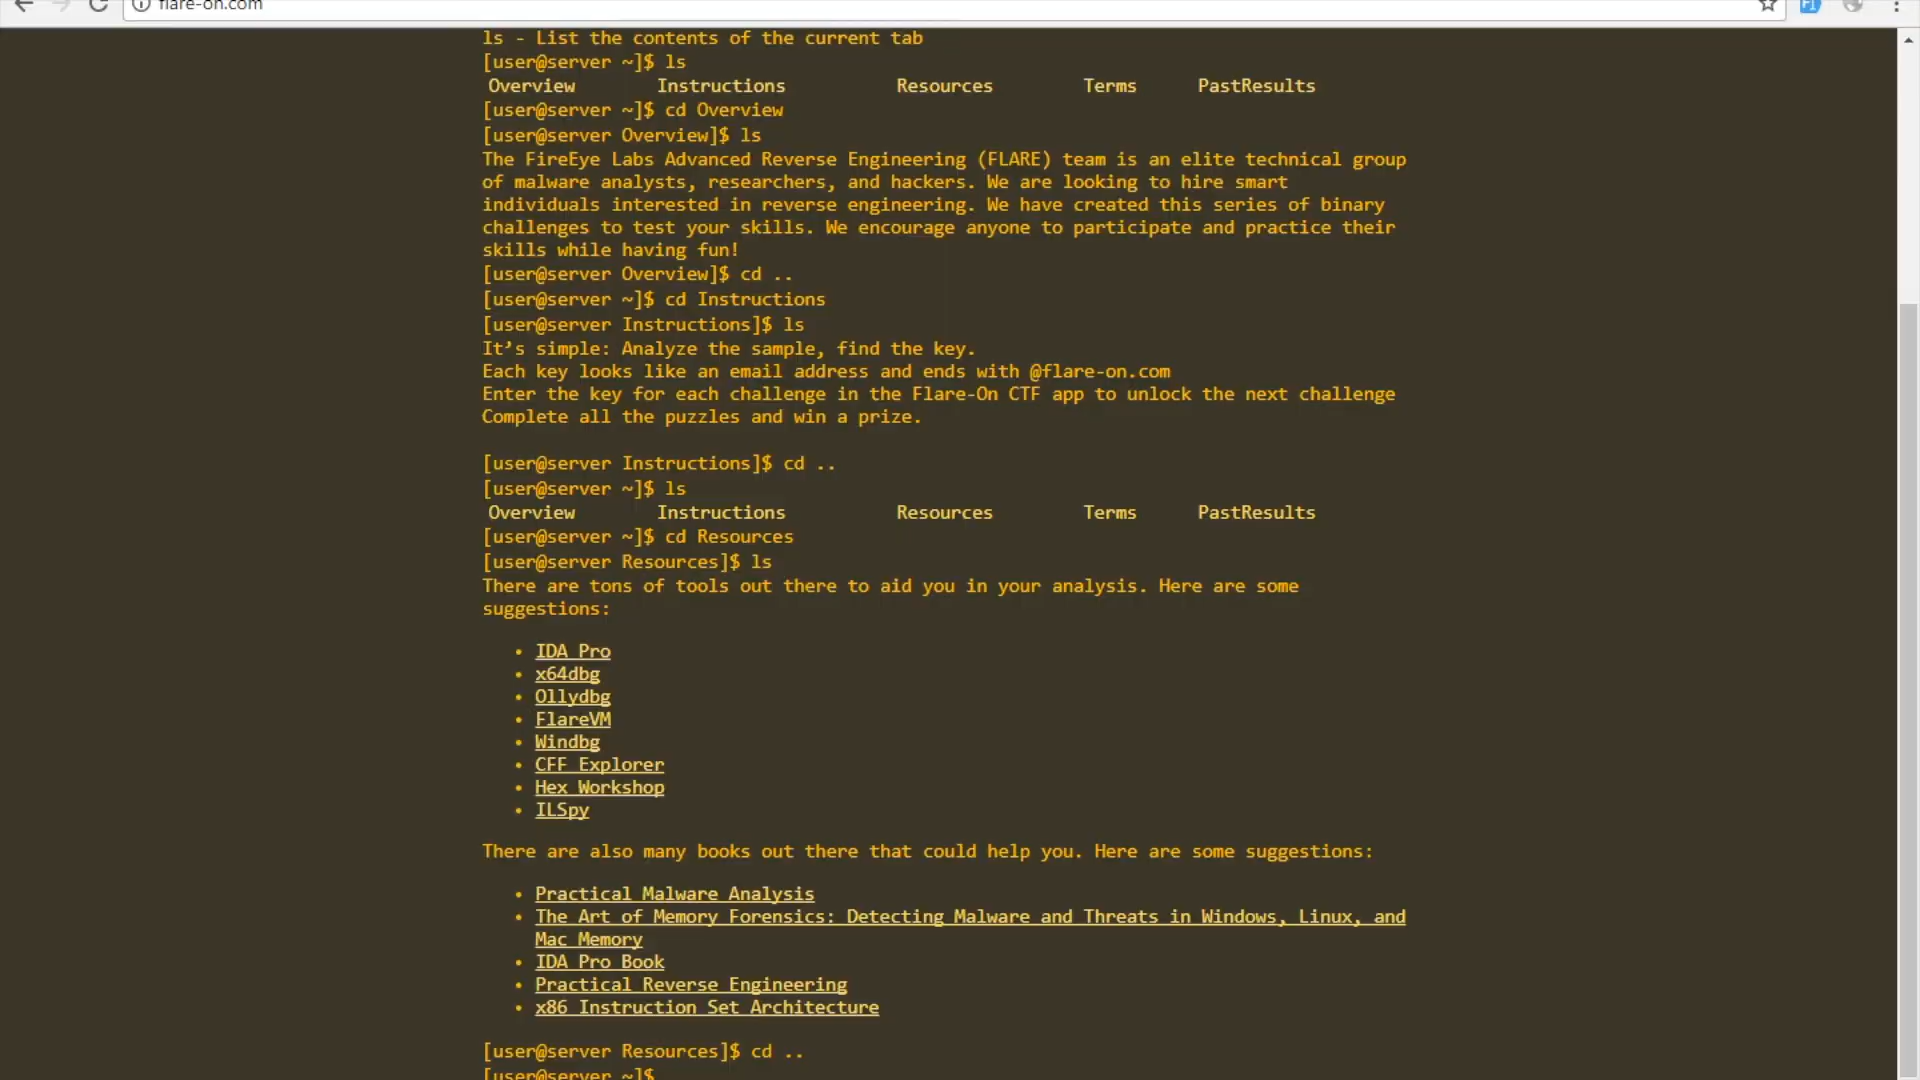 flare-on.com
ls - List the contents of the current tab
[user@server ~]$ ls
Overview Instructions Resources Terms PastResults
[user@server ~]$ cd Overview
[user@server Overview]$ ls
The FireEye Labs Advanced Reverse Engineering (FLARE) team is an elite technical group
of malware analysts, researchers, and hackers. We are looking to hire smart
individuals interested in reverse engineering. We have created this series of binary
challenges to test your skills. We encourage anyone to participate and practice their
skills while having fun!
[user@server Overview]$ cd ..
[user@server ~]$ cd Instructions
[user@server Instructions]$ ls
It’s simple: Analyze the sample, find the key.
Each key looks like an email address and ends with @flare-on.com
Enter the key for each challenge in the Flare-On CTF app to unlock the next challenge
Complete all the puzzles and win a prize.
[user@server Instructions]$ cd ..
[user@server ~]$ ls
Overview Instructions Resources Terms PastResults
[user@server ~]$ cd Resources
[user@server Resources]$ ls
There are tons of tools out there to aid you in your analysis. Here are some
suggestions:
• IDA Pro
• x64dbg
• Ollydbg
• FlareVM
• Windbg
• CFF Explorer
• Hex Workshop
• ILSpy
There are also many books out there that could help you. Here are some suggestions:
• Practical Malware Analysis
• The Art of Memory Forensics: Detecting Malware and Threats in Windows, Linux, and
Mac Memory
• IDA Pro Book
• Practical Reverse Engineering
• x86 Instruction Set Architecture
[user@server Resources]$ cd ..
[user@server ~]$